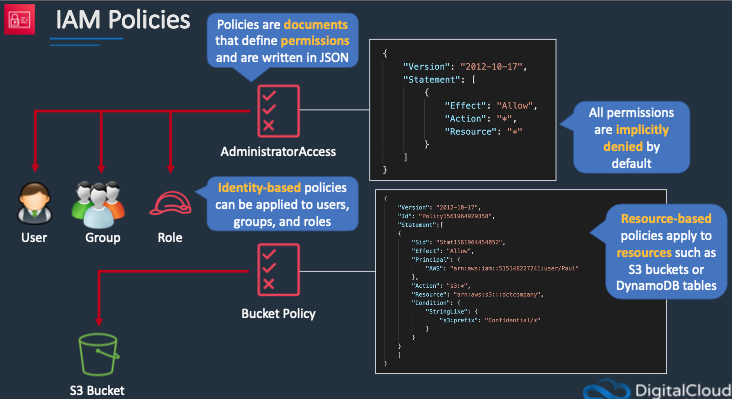 IAM Policies
Policies are documents
that define permissions
and are written in JSON
{
"Version": "2012-10-17",
"Statement": [
{
"Effect": "Allow",
"Action": "*",
"Resource": "*"
}
]
}
All permissions
are implicitly
denied by
default
AdministratorAccess
User
Group
Role
Identity-based policies
can be applied to users,
groups, and roles
{
"Version": "2012-10-17",
"Id": "Policy1561964929358",
"Statement":[
{
"Sid": "Stmt1561964454052",
"Effect": "Allow",
"Principal": {
"AWS": "arn:aws:iam::515148227241:user/Paul"
},
"Action": "s3:*",
"Resource": "arn:aws:s3:::dctcompany",
"Condition": {
"StringLike": {
"s3:prefix": "Confidential/*"
}
}
}
]
}
Resource-based
policies apply to
resources such as
S3 buckets or
DynamoDB tables
Bucket Policy
S3 Bucket
DigitalCloud